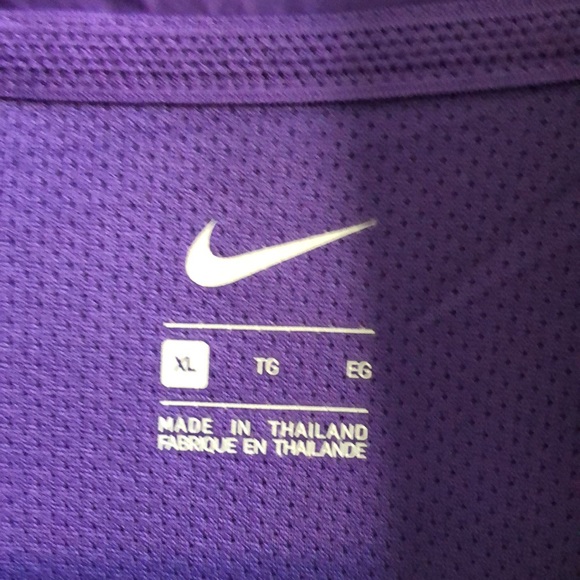 XL TG EG
MADE IN THAILAND
FABRIQUE EN THAILANDE